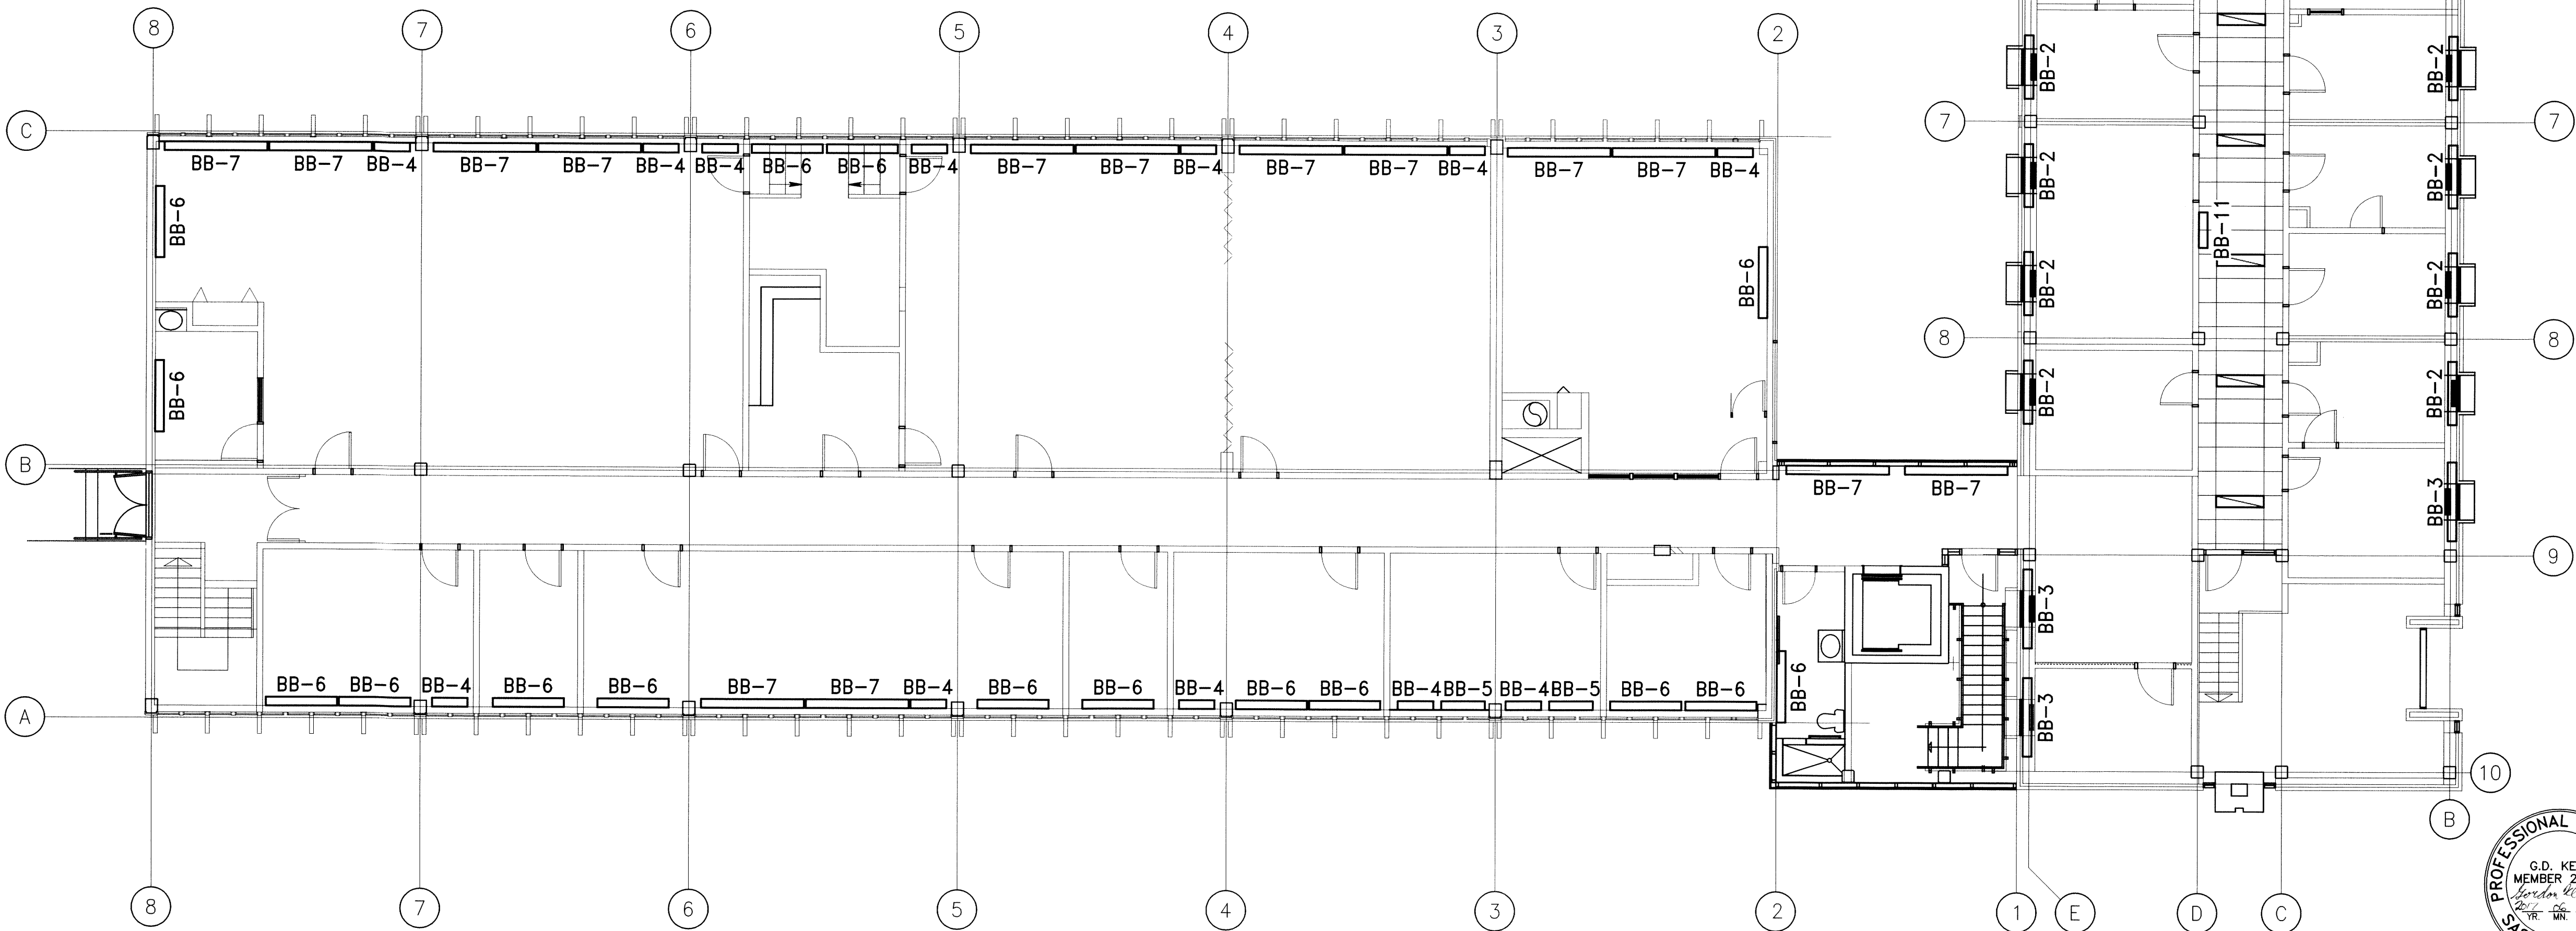 8 7 6 5 4 3 2
C
BB-7 BB-7 BB-4 BB-7 BB-7 BB-4 BB-4 BB-6 BB-6 BB-4 BB-7 BB-7 BB-4 BB-7 BB-7 BB-4 BB-7 BB-7 BB-4
BB-6
BB-6
BB-6
B
BB-7 BB-7
BB-6 BB-6 BB-4 BB-6 BB-6 BB-7 BB-7 BB-4 BB-6 BB-6 BB-4 BB-6 BB-6 BB-4 BB-5 BB-4 BB-5 BB-6 BB-6
BB-6
A
8 7 6 5 4 3 2 1 E D C
BB-2 BB-2
7 7
BB-2 BB-2
BB-11
BB-2 BB-2
8 8
BB-2 BB-2
BB-3
9
BB-3
BB-3
10
B
PROFESSIONAL
G.D. KE
MEMBER 2
Gordon
YR. MN.
SAS